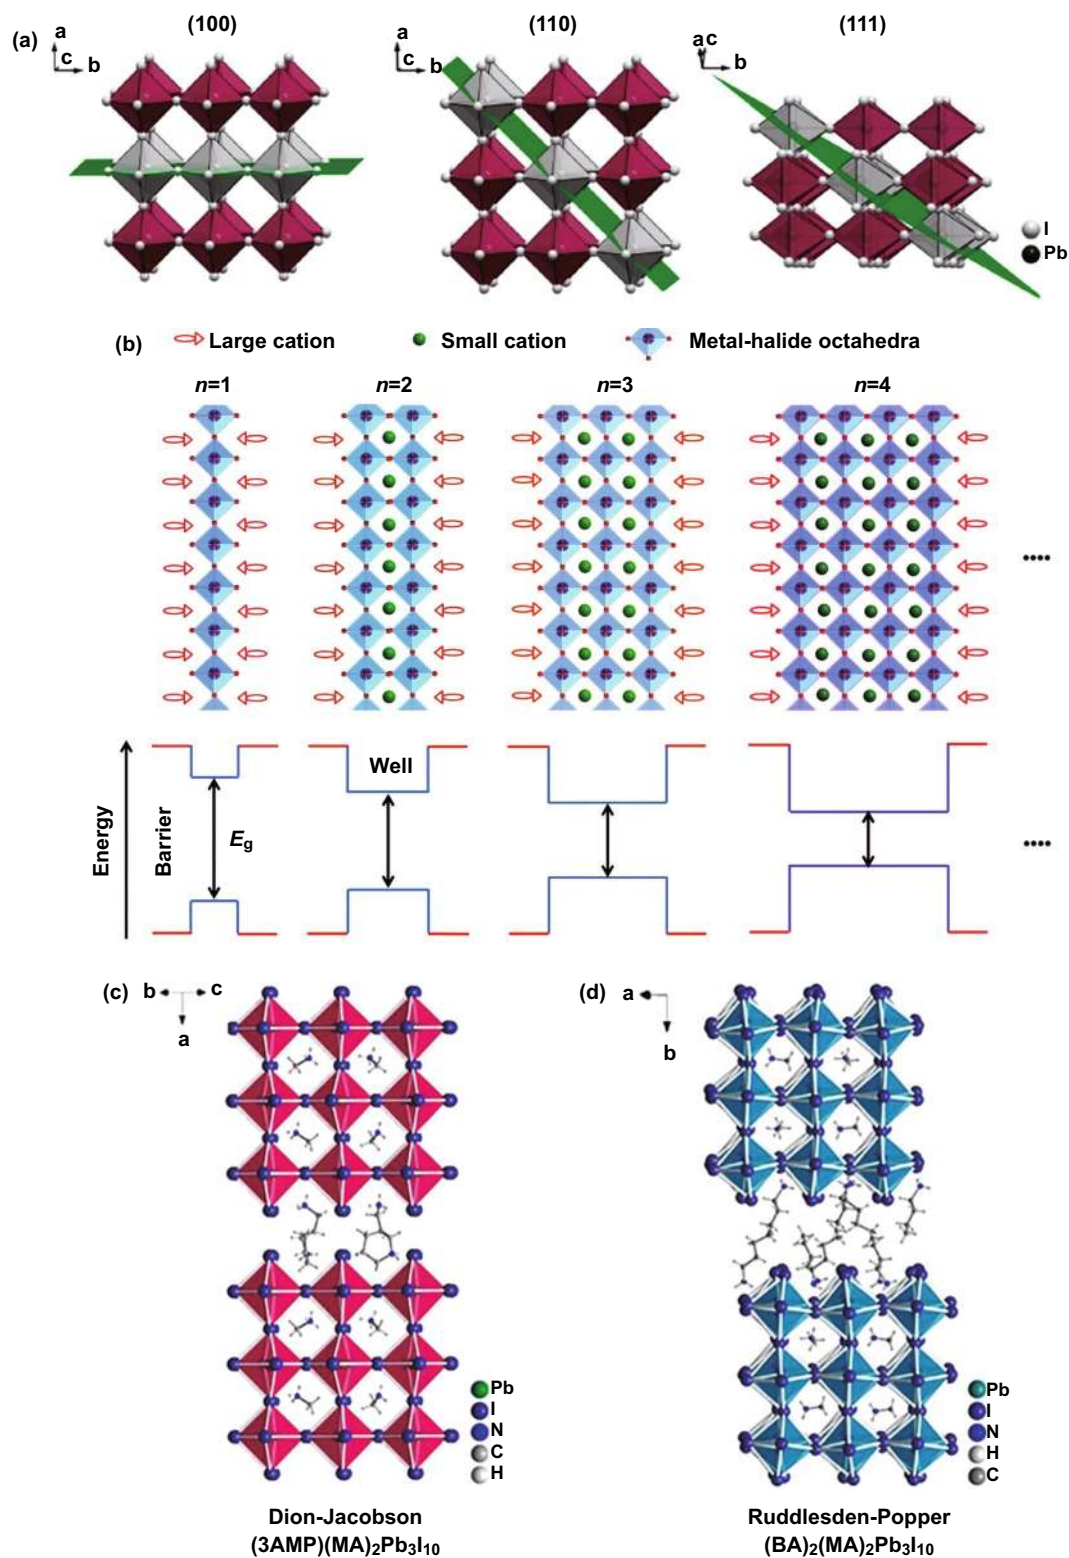 (a)
(100)
(110)
(111)
a
c
b
a
c
b
a c
b
I
Pb
(b)
Large cation
Small cation
Metal-halide octahedra
n=1
n=2
n=3
n=4
Energy
Barrier
Eg
Well
(c)
b
c
a
(d)
a
b
Pb
I
N
C
H
Pb
I
N
H
C
Dion-Jacobson
(3AMP)(MA)₂Pb₃I₁₀
Ruddlesden-Popper
(BA)₂(MA)₂Pb₃I₁₀